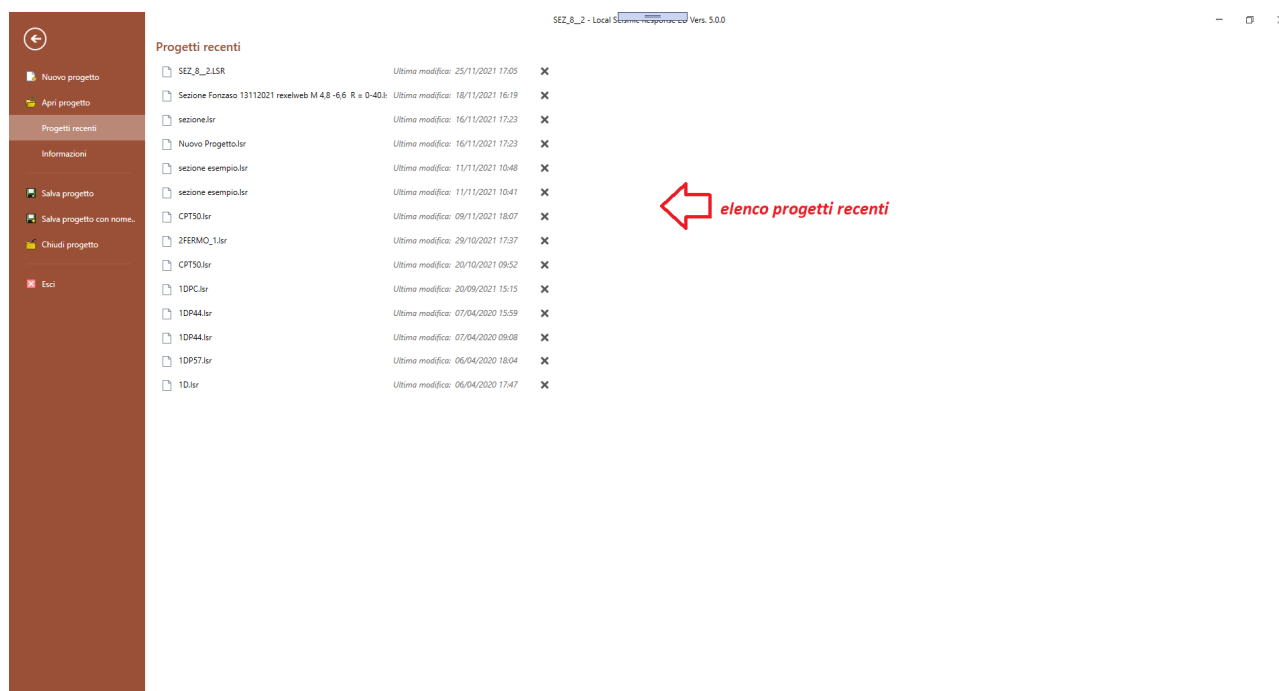 SEZ_8__2 - Local Seismic Response 2D Vers. 5.0.0
Progetti recenti
Nuovo progetto
Apri progetto
Progetti recenti
Informazioni
Salva progetto
Salva progetto con nome..
Chiudi progetto
Esci
SEZ_8__2.LSR Ultima modifica: 25/11/2021 17:05
Sezione Fonzaso 13112021 rexelweb M 4,8 -6,6 R = 0-40.l Ultima modifica: 18/11/2021 16:19
sezione.lsr Ultima modifica: 16/11/2021 17:23
Nuovo Progetto.lsr Ultima modifica: 16/11/2021 17:23
sezione esempio.lsr Ultima modifica: 11/11/2021 10:48
sezione esempio.lsr Ultima modifica: 11/11/2021 10:41
CPT50.lsr Ultima modifica: 09/11/2021 18:07
2FERMO_1.lsr Ultima modifica: 29/10/2021 17:37
CPT50.lsr Ultima modifica: 20/10/2021 09:52
1DPC.lsr Ultima modifica: 20/09/2021 15:15
1DP44.lsr Ultima modifica: 07/04/2020 15:59
1DP44.lsr Ultima modifica: 07/04/2020 09:08
1DP57.lsr Ultima modifica: 06/04/2020 18:04
1D.lsr Ultima modifica: 06/04/2020 17:47
elenco progetti recenti